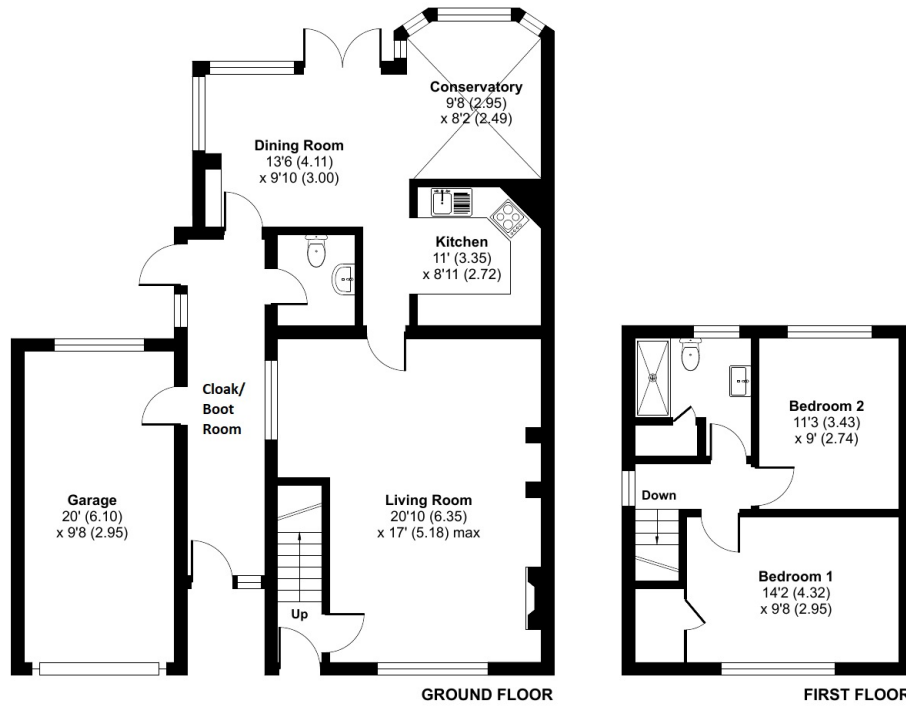 Conservatory
9'8 (2.95)
x 8'2 (2.49)
Dining Room
13'6 (4.11)
x 9'10 (3.00)
Kitchen
11' (3.35)
x 8'11 (2.72)
Cloak/
Boot
Room
Garage
20' (6.10)
x 9'8 (2.95)
Living Room
20'10 (6.35)
x 17' (5.18) max
Up
GROUND FLOOR
Bedroom 2
11'3 (3.43)
x 9' (2.74)
Down
Bedroom 1
14'2 (4.32)
x 9'8 (2.95)
FIRST FLOOR